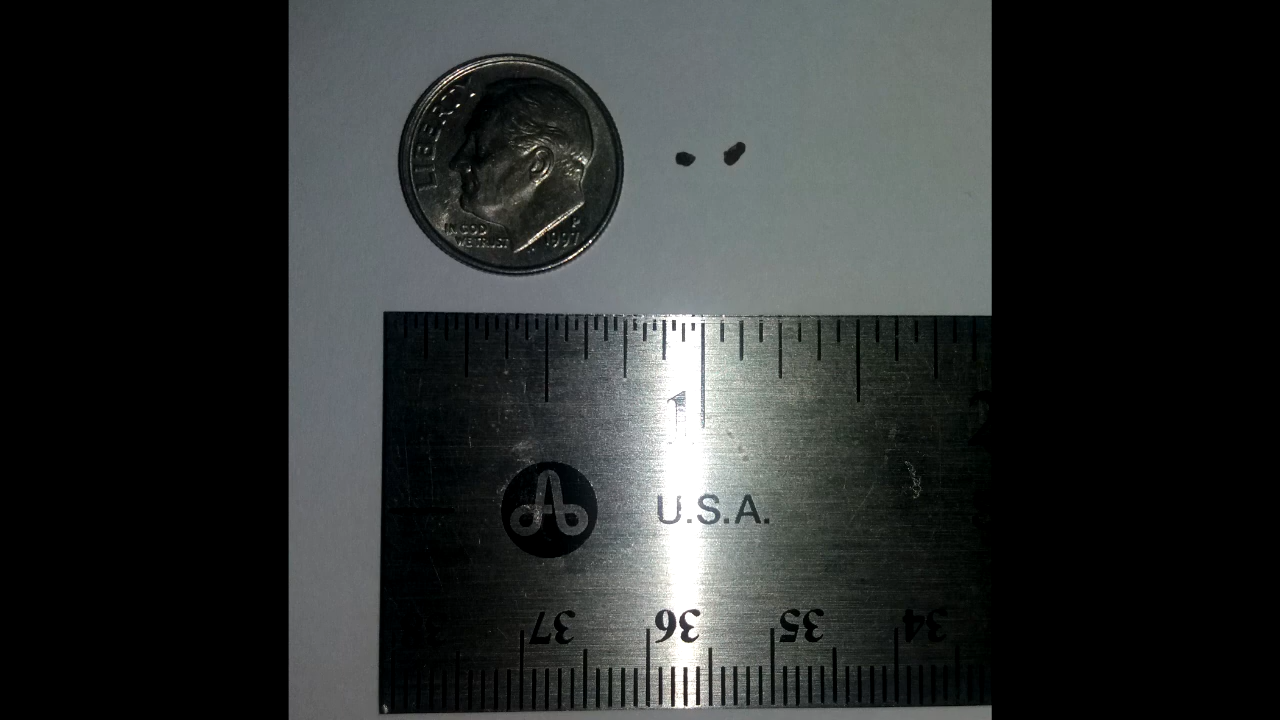 LIBERTY
IN GOD
WE TRUST
P
1997
1
U.S.A.
37 36 35 34